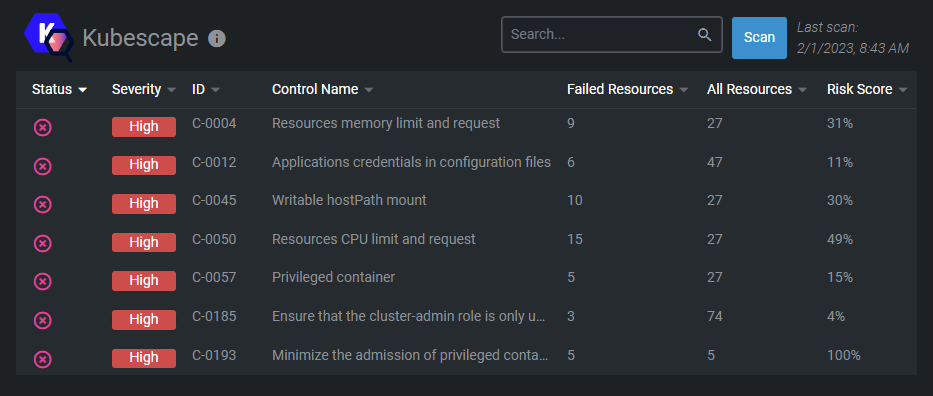 Kubescape
Search...
Scan
Last scan:
2/1/2023, 8:43 AM
Status Severity ID Control Name Failed Resources All Resources Risk Score
High C-0004 Resources memory limit and request 9 27 31%
High C-0012 Applications credentials in configuration files 6 47 11%
High C-0045 Writable hostPath mount 10 27 30%
High C-0050 Resources CPU limit and request 15 27 49%
High C-0057 Privileged container 5 27 15%
High C-0185 Ensure that the cluster-admin role is only u... 3 74 4%
High C-0193 Minimize the admission of privileged conta... 5 5 100%